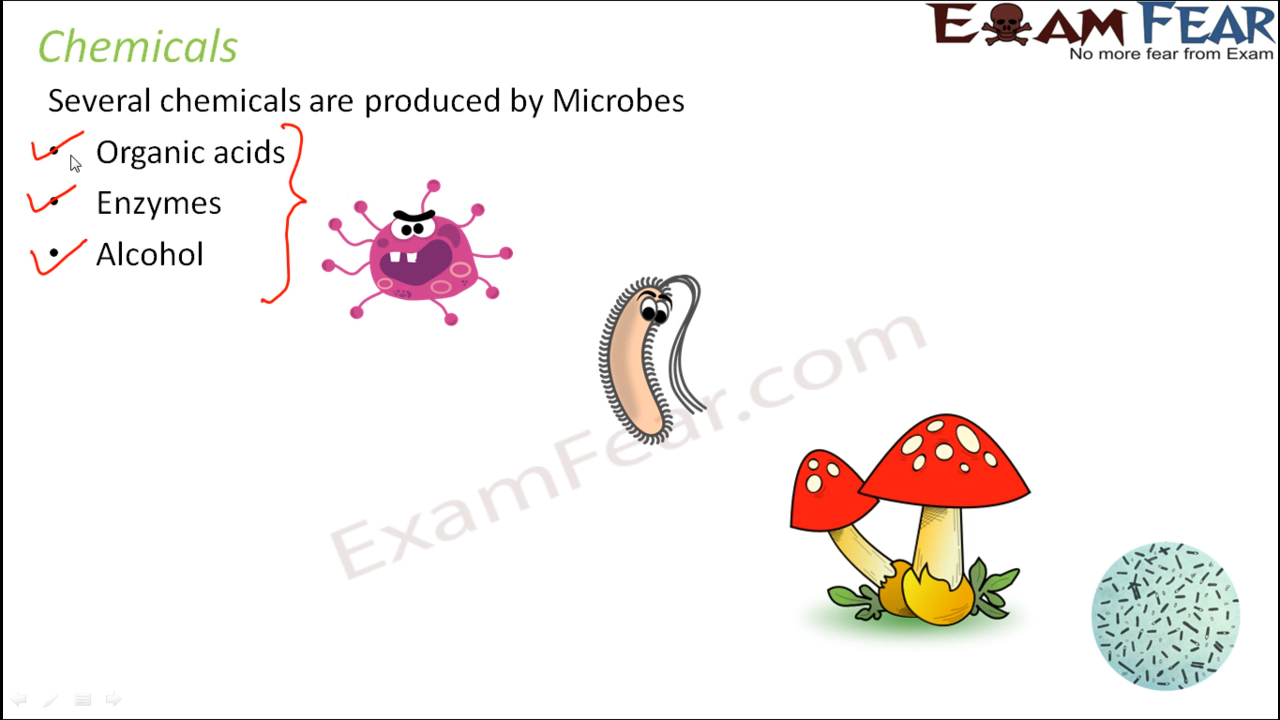 Chemicals
EXAM FEAR
No more fear from Exam
Several chemicals are produced by Microbes
• Organic acids
• Enzymes
• Alcohol
ExamFear.com